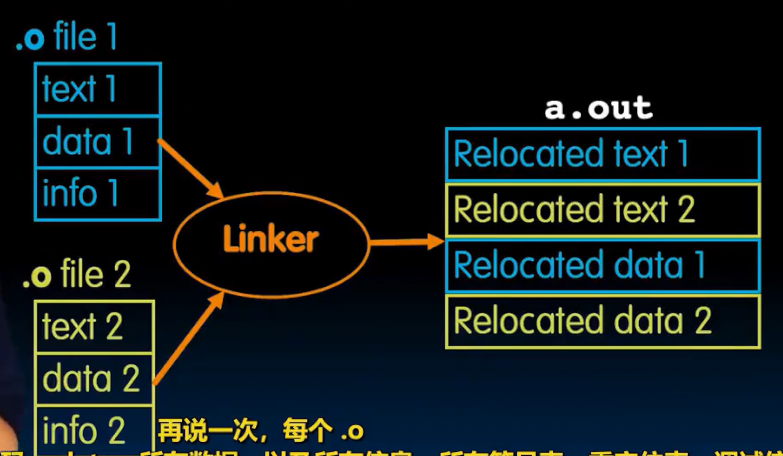 .o file 1
text 1
data 1
info 1
.o file 2
text 2
data 2
info 2
Linker
a.out
Relocated text 1
Relocated text 2
Relocated data 1
Relocated data 2
再说一次，每个 .o